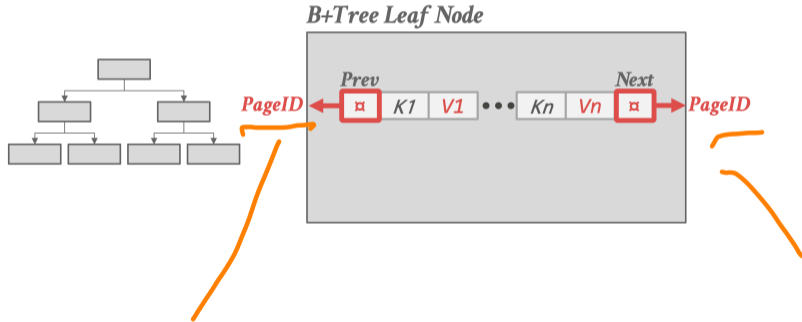 B+Tree Leaf Node
Prev Next
PageID ¤ K1 V1 ••• Kn Vn ¤ PageID